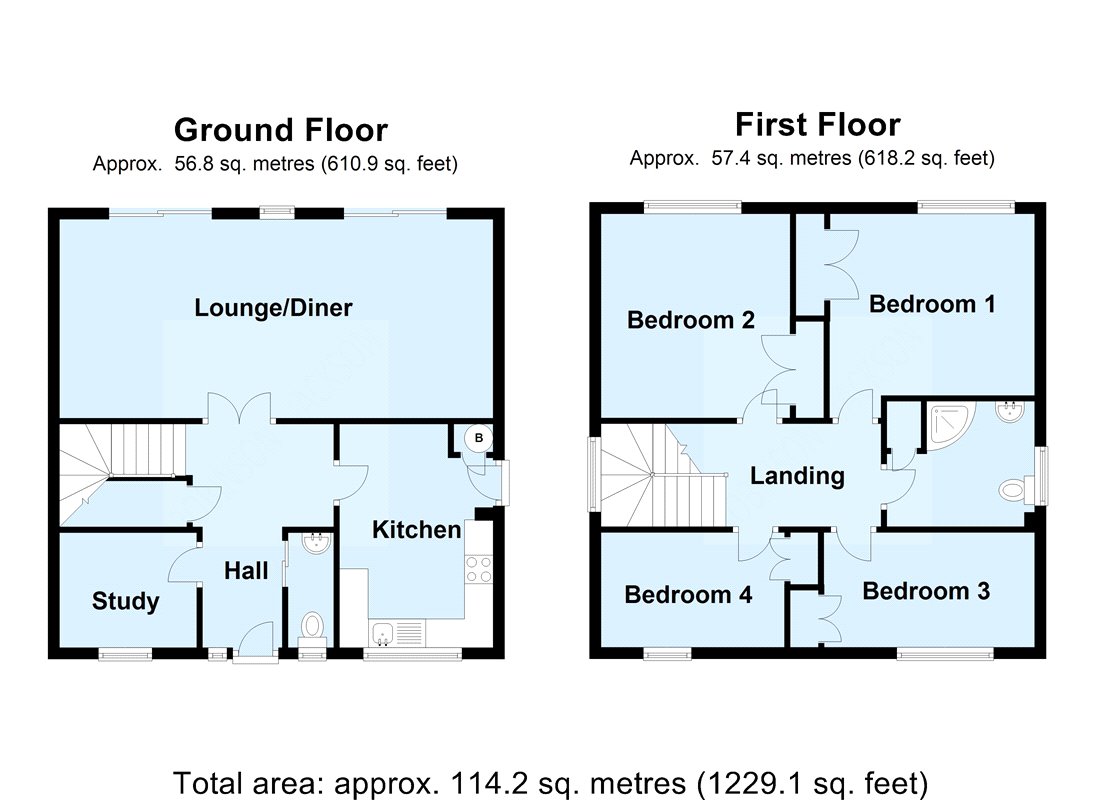 Ground Floor
Approx. 56.8 sq. metres (610.9 sq. feet)
Lounge/Diner
B
Kitchen
Hall
Study
First Floor
Approx. 57.4 sq. metres (618.2 sq. feet)
Bedroom 2
Bedroom 1
Landing
Bedroom 4
Bedroom 3
Total area: approx. 114.2 sq. metres (1229.1 sq. feet)